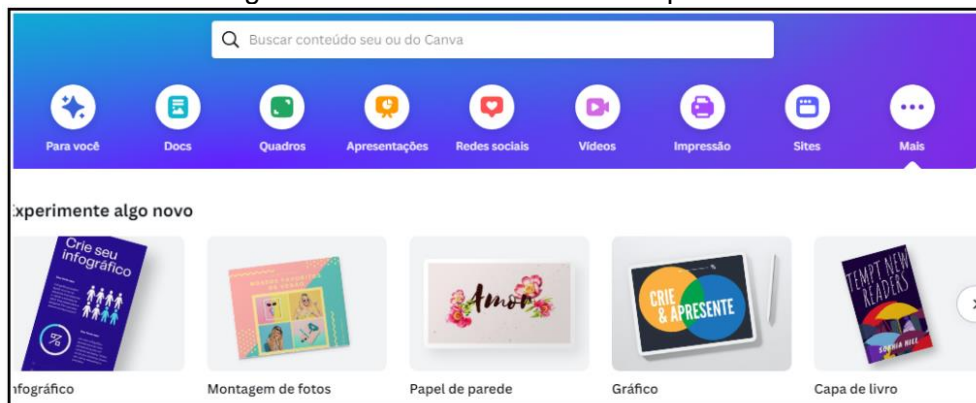 Buscar conteúdo seu ou do Canva
Para você
Docs
Quadros
Apresentações
Redes sociais
Vídeos
Impressão
Sites
Mais
xperimente algo novo
Crie seu
infográfico
%
Amor
CRIE
& APRESENTE
TEMPT NEW
READERS
SOPHIA HILL
nfográfico
Montagem de fotos
Papel de parede
Gráfico
Capa de livro